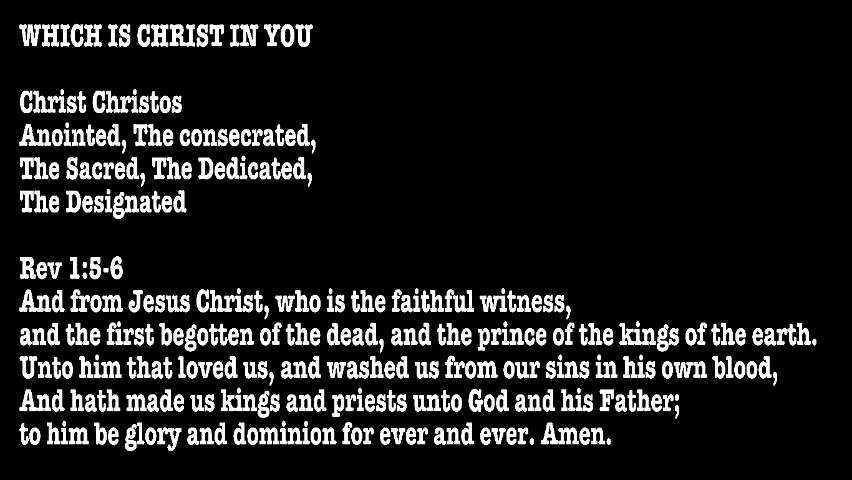 WHICH IS CHRIST IN YOU
Christ Christos
Anointed, The consecrated,
The Sacred, The Dedicated,
The Designated
Rev 1:5-6
And from Jesus Christ, who is the faithful witness,
and the first begotten of the dead, and the prince of the kings of the earth.
Unto him that loved us, and washed us from our sins in his own blood,
And hath made us kings and priests unto God and his Father;
to him be glory and dominion for ever and ever. Amen.